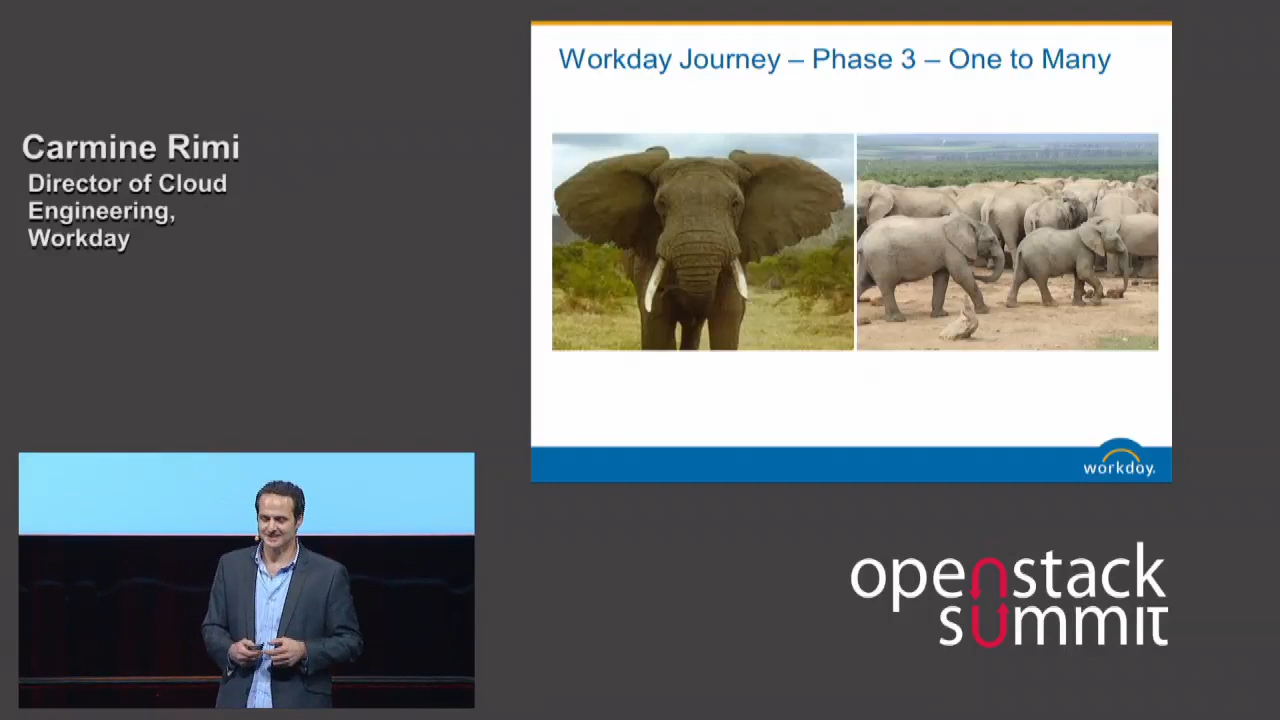 Carmine Rimi
Director of Cloud
Engineering,
Workday
Workday Journey – Phase 3 – One to Many
workday.
openstack
summit